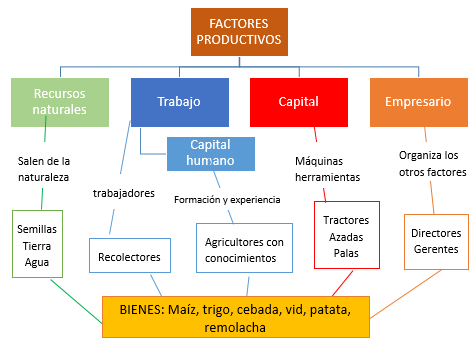 FACTORES
PRODUCTIVOS
Recursos
naturales
Trabajo
Capital
Empresario
Capital
humano
Salen de la
naturaleza
trabajadores
Formación y experiencia
Máquinas
herramientas
Organiza los
otros factores
Semillas
Tierra
Agua
Recolectores
Agricultores con
conocimientos
Tractores
Azadas
Palas
Directores
Gerentes
BIENES: Maíz, trigo, cebada, vid, patata,
remolacha